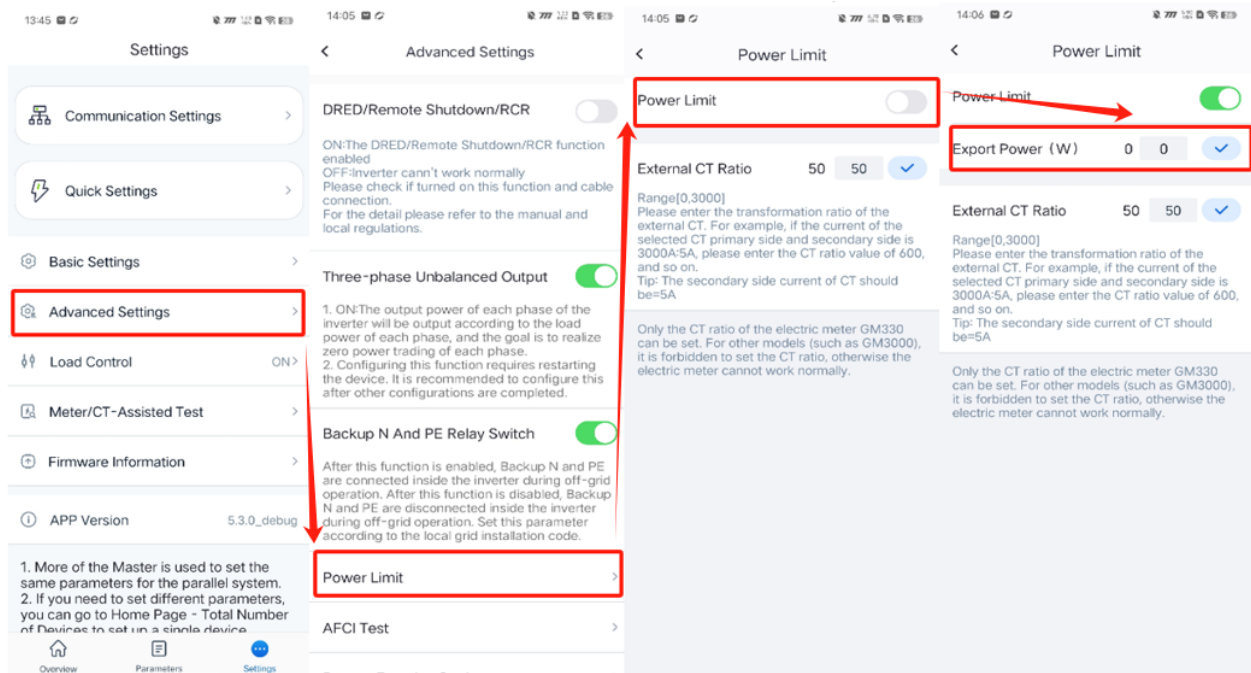 13:45
Settings
Communication Settings
Quick Settings
Basic Settings
Advanced Settings
Load Control ON
Meter/CT-Assisted Test
Firmware Information
APP Version 5.3.0_debug
1. More of the Master is used to set the
same parameters for the parallel system.
2. If you need to set different parameters,
you can go to Home Page - Total Number
of Devices to set up a single device
Overview Parameters Settings
14:05
Advanced Settings
DRED/Remote Shutdown/RCR
ON:The DRED/Remote Shutdown/RCR function
enabled
OFF:Inverter cann't work normally
Please check if turned on this function and cable
connection.
For the detail please refer to the manual and
local regulations.
Three-phase Unbalanced Output
1. ON:The output power of each phase of the
inverter will be output according to the load
power of each phase, and the goal is to realize
zero power trading of each phase.
2. Configuring this function requires restarting
the device. It is recommended to configure this
after other configurations are completed.
Backup N And PE Relay Switch
After this function is enabled, Backup N and PE
are connected inside the inverter during off-grid
operation. After this function is disabled, Backup
N and PE are disconnected inside the inverter
during off-grid operation. Set this parameter
according to the local grid installation code.
Power Limit
AFCI Test
14:05
Power Limit
Power Limit
External CT Ratio 50 50
Range[0,3000]
Please enter the transformation ratio of the
external CT. For example, if the current of the
selected CT primary side and secondary side is
3000A:5A, please enter the CT ratio value of 600,
and so on.
Tip: The secondary side current of CT should
be=5A
Only the CT ratio of the electric meter GM330
can be set. For other models (such as GM3000),
it is forbidden to set the CT ratio, otherwise the
electric meter cannot work normally.
14:06
Power Limit
Power Limit
Export Power (W) 0 0
External CT Ratio 50 50
Range[0,3000]
Please enter the transformation ratio of the
external CT. For example, if the current of the
selected CT primary side and secondary side is
3000A:5A, please enter the CT ratio value of 600,
and so on.
Tip: The secondary side current of CT should
be=5A
Only the CT ratio of the electric meter GM330
can be set. For other models (such as GM3000),
it is forbidden to set the CT ratio, otherwise the
electric meter cannot work normally.